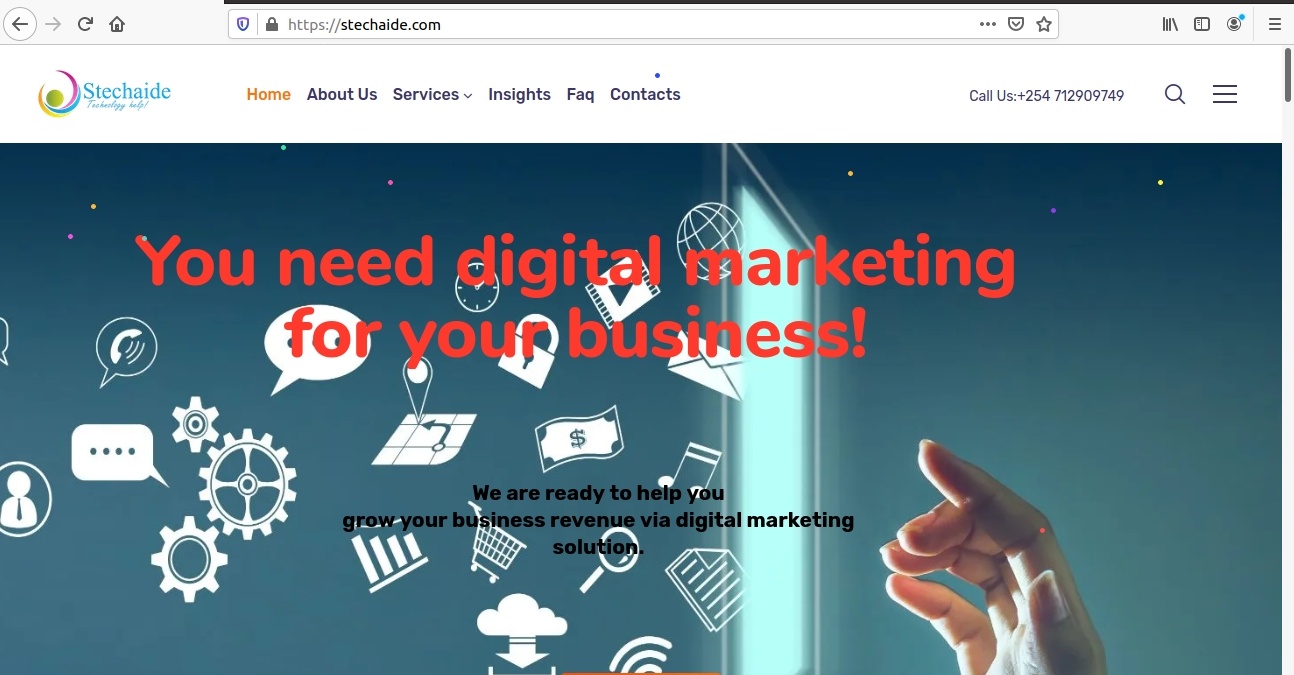 https://stechaide.com
Stechaide
Technology help!
Home About Us Services Insights Faq Contacts
Call Us:+254 712909749
You need digital marketing
for your business!
$
We are ready to help you
grow your business revenue via digital marketing
solution.